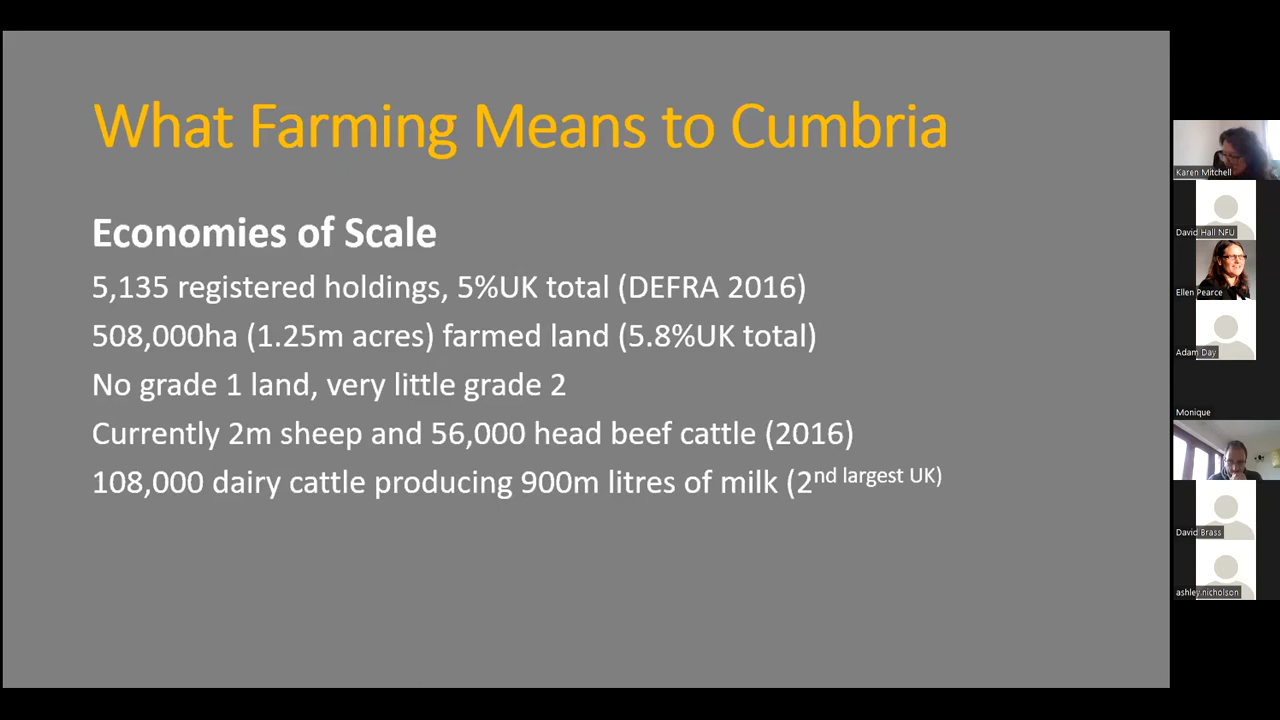 What Farming Means to Cumbria
Economies of Scale
5,135 registered holdings, 5%UK total (DEFRA 2016)
508,000ha (1.25m acres) farmed land (5.8%UK total)
No grade 1 land, very little grade 2
Currently 2m sheep and 56,000 head beef cattle (2016)
108,000 dairy cattle producing 900m litres of milk (2nd largest UK)
Karen Mitchell
David Hall NFU
Ellen Pearce
Adam Day
Monique
David Brass
ashley.nicholson